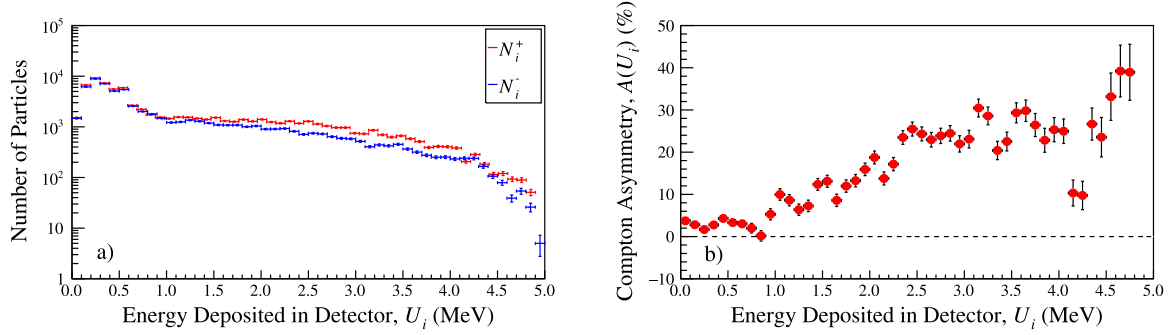 Number of Particles
10^5
10^4
10^3
10^2
10
1
N_i^+
N_i^-
a)
0.0 0.5 1.0 1.5 2.0 2.5 3.0 3.5 4.0 4.5 5.0
Energy Deposited in Detector, U_i (MeV)
Compton Asymmetry, A(U_i) (%)
50
40
30
20
10
0
−10
b)
0.0 0.5 1.0 1.5 2.0 2.5 3.0 3.5 4.0 4.5 5.0
Energy Deposited in Detector, U_i (MeV)